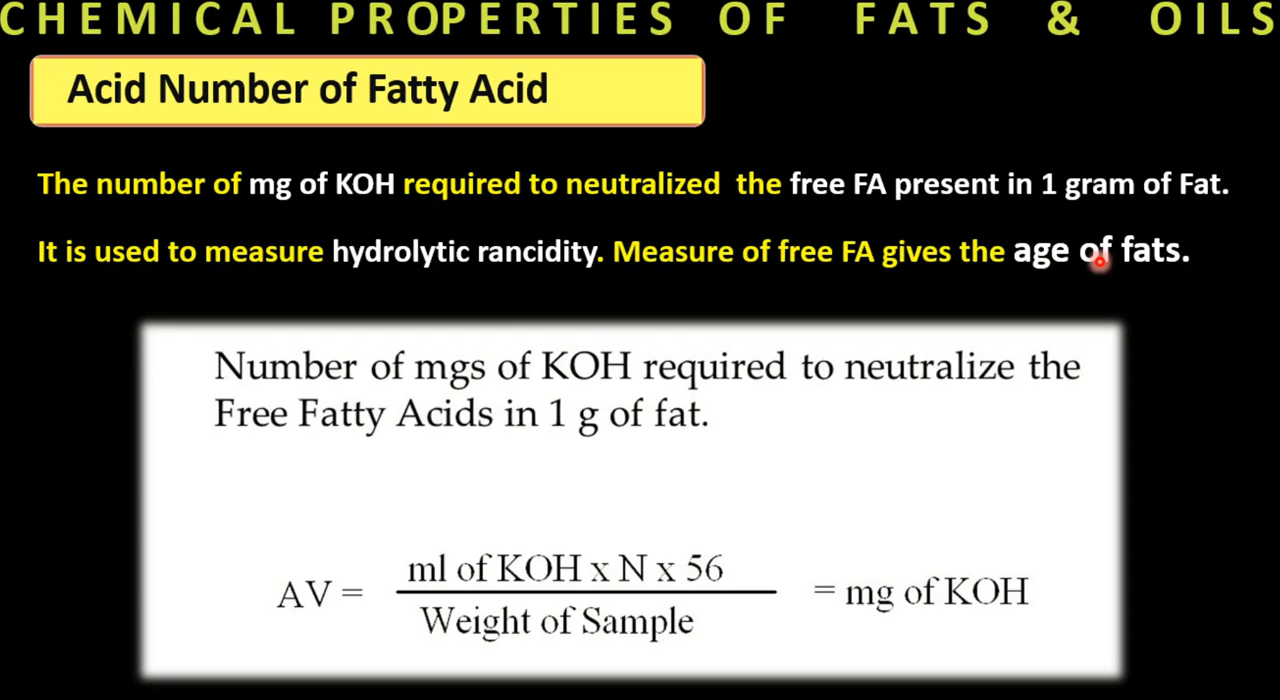 CHEMICAL PROPERTIES OF FATS & OILS
Acid Number of Fatty Acid
The number of mg of KOH required to neutralized the free FA present in 1 gram of Fat.
It is used to measure hydrolytic rancidity. Measure of free FA gives the age of fats.
Number of mgs of KOH required to neutralize the
Free Fatty Acids in 1 g of fat.
ml of KOH x N x 56
AV = = mg of KOH
Weight of Sample